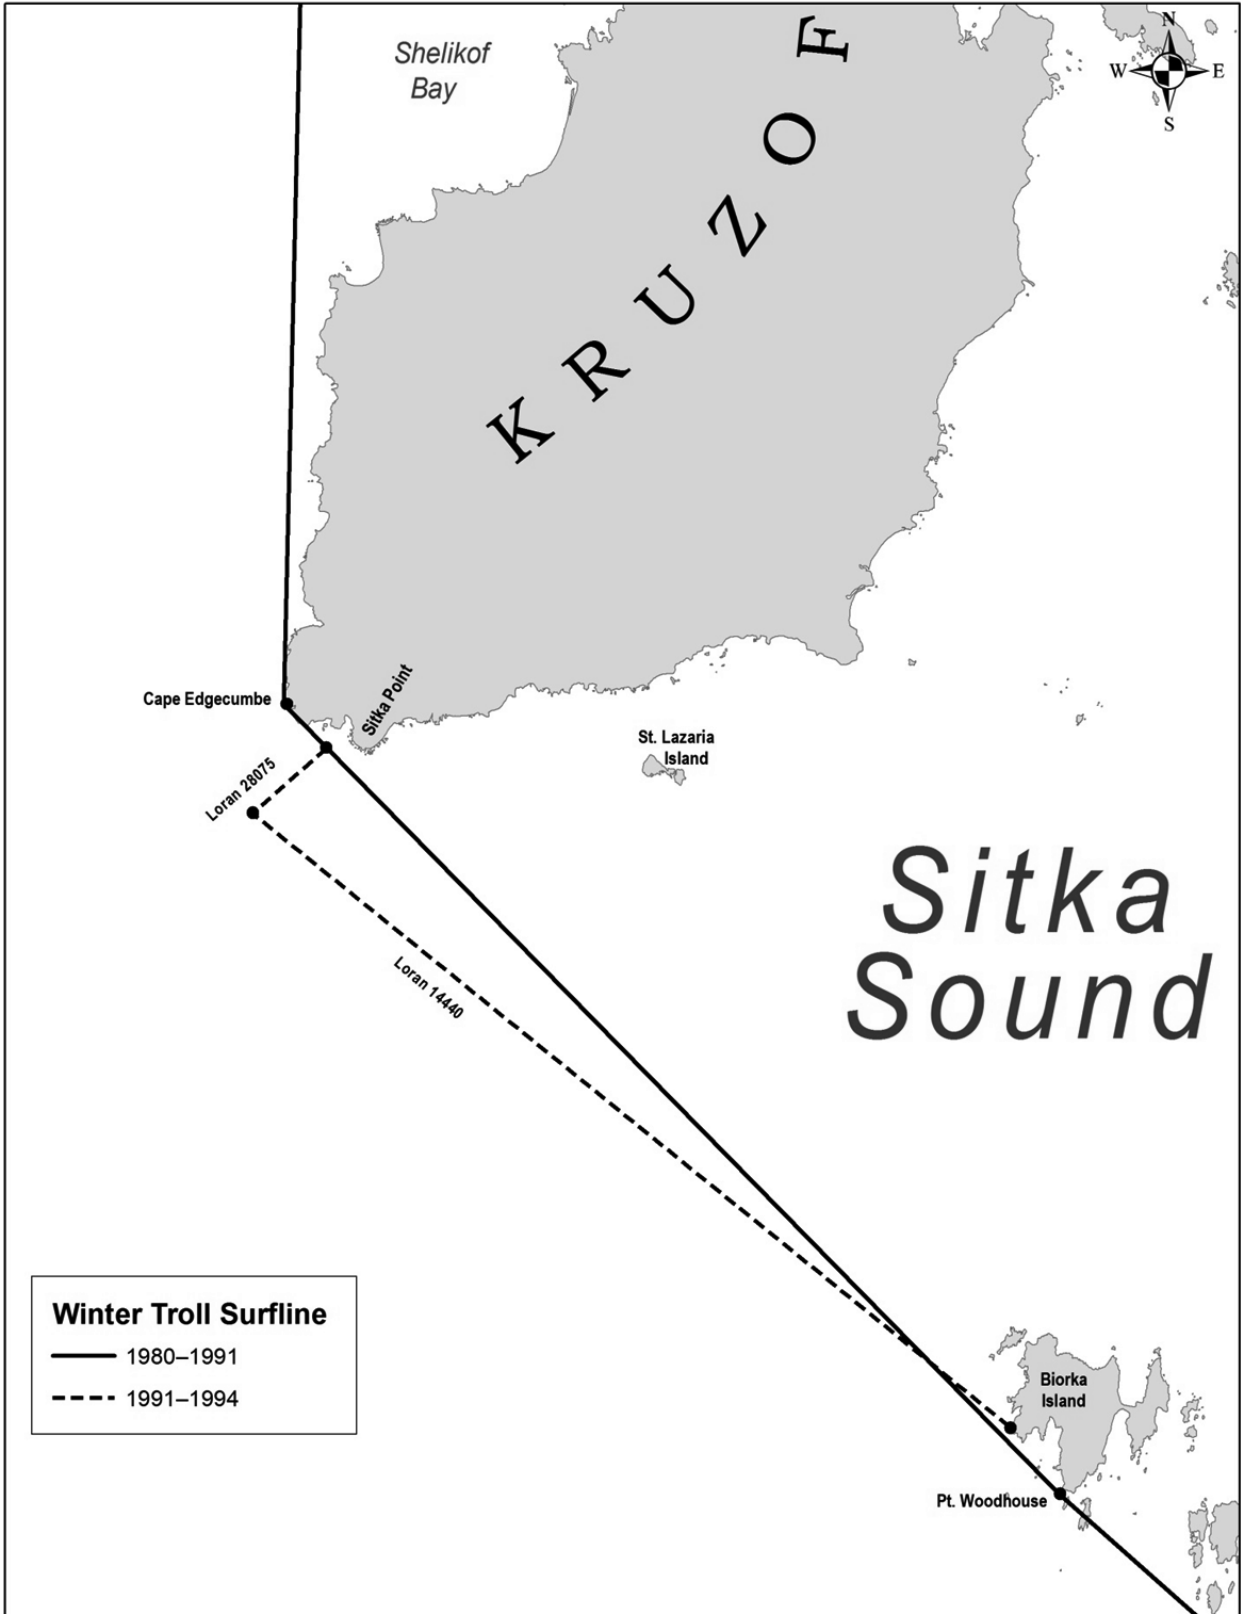 Shelikof
Bay
N
W E
S
KRUZOF
Cape Edgecumbe
Sitka Point
St. Lazaria
Island
Loran 28075
Sitka
Sound
Loran 14440
Winter Troll Surfline
1980–1991
1991–1994
Biorka
Island
Pt. Woodhouse